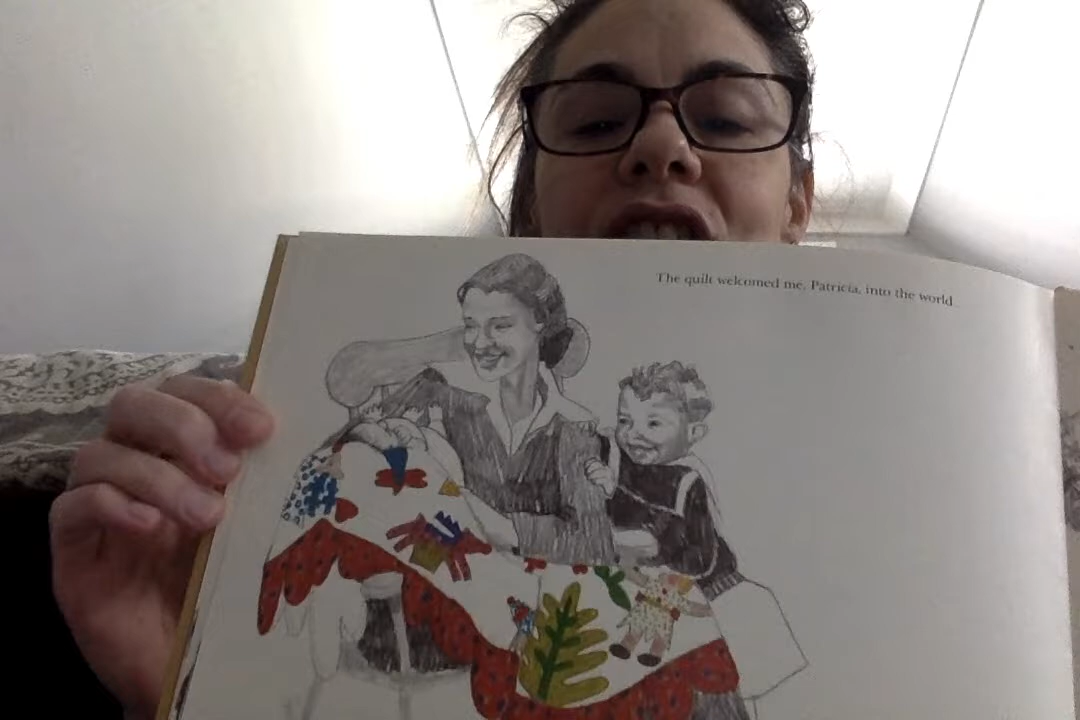 The quilt welcomed me, Patricia, into the world.